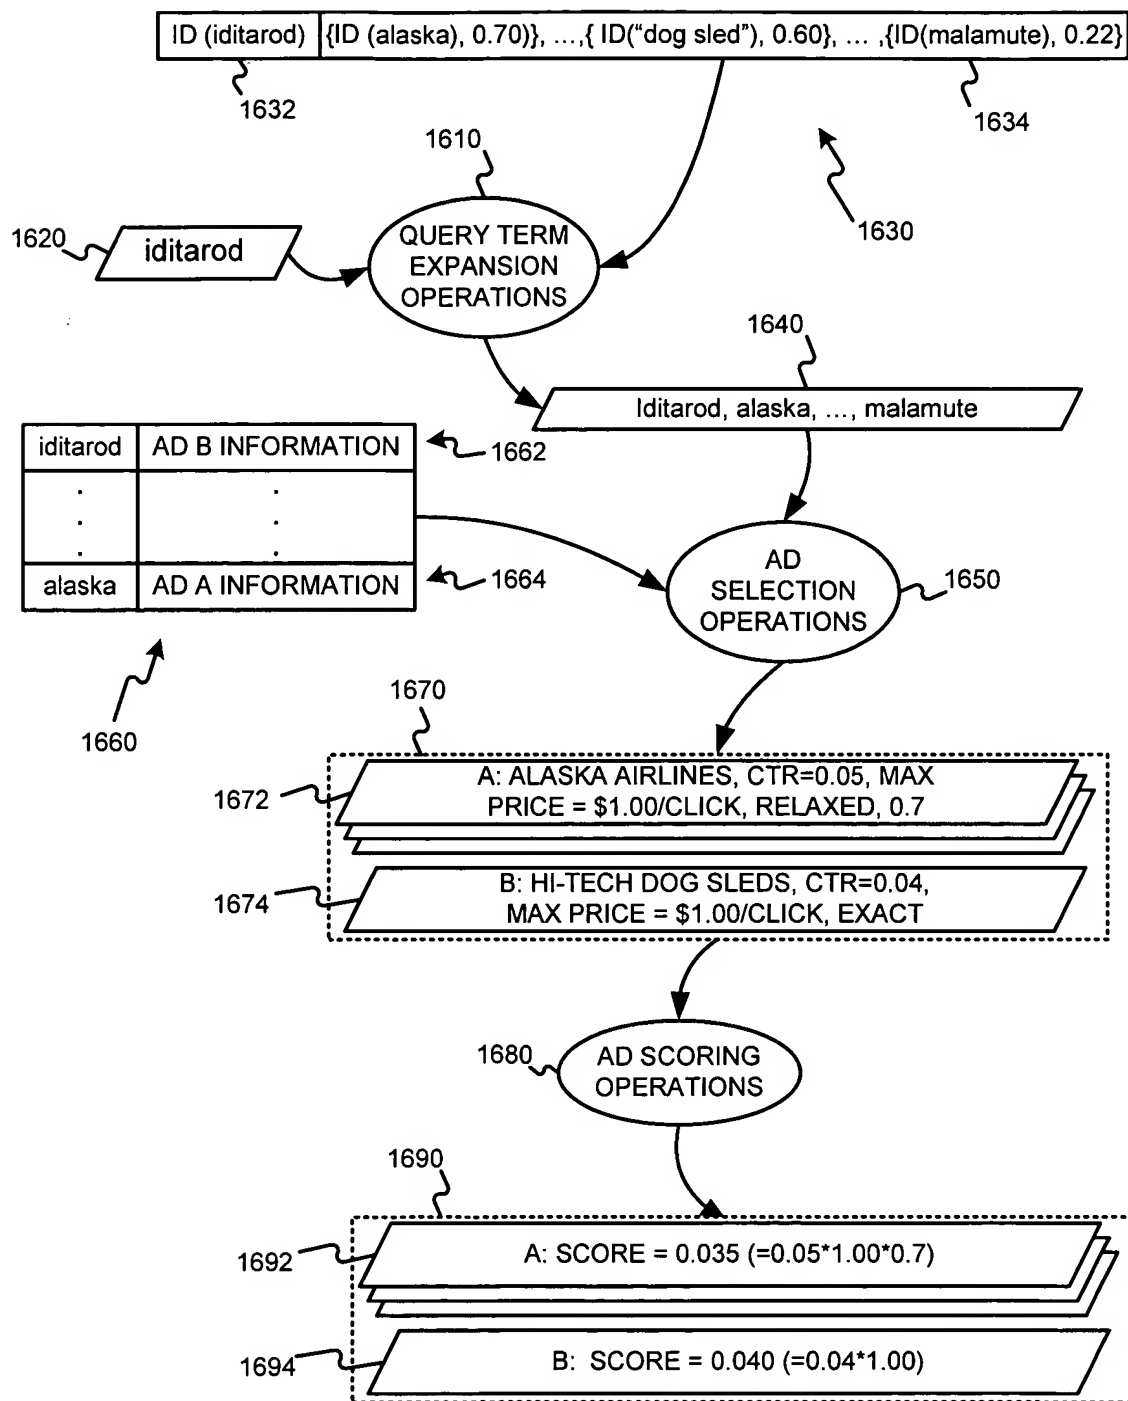 ID (iditarod) {ID (alaska), 0.70)}, ...,{ ID(“dog sled”), 0.60}, ... ,{ID(malamute), 0.22}
1632
1634
1610
1630
1620
iditarod
QUERY TERM
EXPANSION
OPERATIONS
1640
Iditarod, alaska, ..., malamute
iditarod AD B INFORMATION
1662
. .
. .
. .
alaska AD A INFORMATION
1664
AD
SELECTION
OPERATIONS
1650
1660
1670
1672
A: ALASKA AIRLINES, CTR=0.05, MAX
PRICE = $1.00/CLICK, RELAXED, 0.7
1674
B: HI-TECH DOG SLEDS, CTR=0.04,
MAX PRICE = $1.00/CLICK, EXACT
1680
AD SCORING
OPERATIONS
1690
1692
A: SCORE = 0.035 (=0.05*1.00*0.7)
1694
B: SCORE = 0.040 (=0.04*1.00)